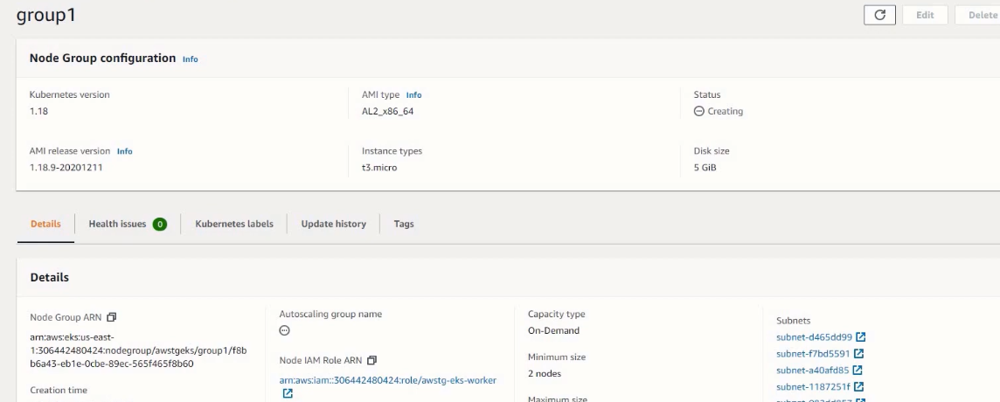 group1
Edit
Delete
Node Group configuration Info
Kubernetes version
AMI type Info
Status
1.18
AL2_x86_64
Creating
AMI release version Info
Instance types
Disk size
1.18.9-20201211
t3.micro
5 GiB
Details
Health issues 0
Kubernetes labels
Update history
Tags
Details
Node Group ARN
arn:aws:eks:us-east-
1:306442480424:nodegroup/awstgeks/group1/f8b
b6a43-eb1e-0cbe-89ec-565f465f8b60
Creation time
Autoscaling group name
Node IAM Role ARN
arn:aws:iam::306442480424:role/awstg-eks-worker
Capacity type
On-Demand
Minimum size
2 nodes
Maximum size
Subnets
subnet-d465dd99
subnet-f7bd5591
subnet-a40afd85
subnet-1187251f